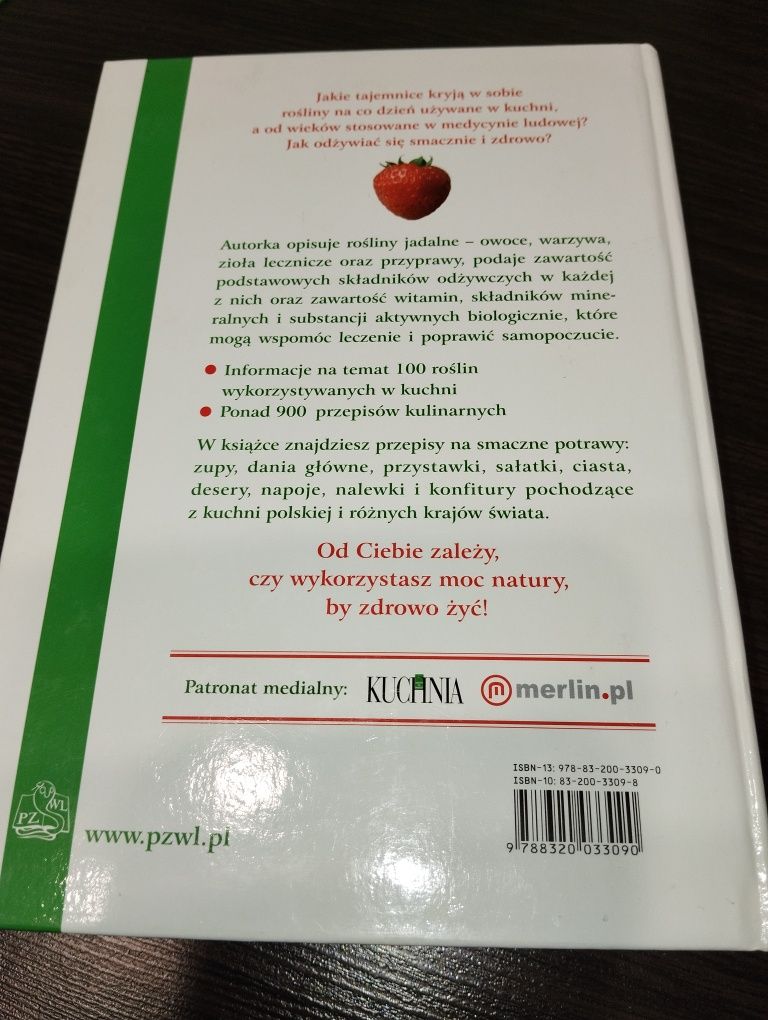 Jakie tajemnice kryją w sobie
rośliny na co dzień używane w kuchni,
a od wieków stosowane w medycynie ludowej?
Jak odżywiać się smacznie i zdrowo?
Autorka opisuje rośliny jadalne – owoce, warzywa,
zioła lecznicze oraz przyprawy, podaje zawartość
podstawowych składników odżywczych w każdej
z nich oraz zawartość witamin, składników mine-
ralnych i substancji aktywnych biologicznie, które
mogą wspomóc leczenie i poprawić samopoczucie.
● Informacje na temat 100 roślin
wykorzystywanych w kuchni
● Ponad 900 przepisów kulinarnych
W książce znajdziesz przepisy na smaczne potrawy:
zupy, dania główne, przystawki, sałatki, ciasta,
desery, napoje, nalewki i konfitury pochodzące
z kuchni polskiej i różnych krajów świata.
Od Ciebie zależy,
czy wykorzystasz moc natury,
by zdrowo żyć!
Patronat medialny: KUCHNIA merlin.pl
ISBN-13: 978-83-200-3309-0
ISBN-10: 83-200-3309-8
9 788320 033090
PZWL
www.pzwl.pl